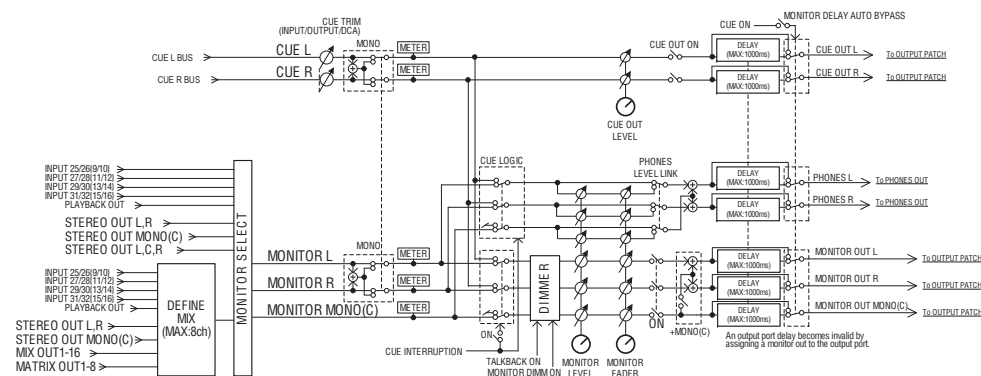 MONITOR DELAY AUTO BYPASS
CUE ON
CUE TRIM
(INPUT/OUTPUT/DCA)
MONO
CUE L BUS
CUE L
METER
CUE OUT ON
DELAY
(MAX:1000ms)
CUE OUT L
To OUTPUT PATCH
CUE R BUS
CUE R
METER
DELAY
(MAX:1000ms)
CUE OUT R
To OUTPUT PATCH
CUE OUT
LEVEL
INPUT 25/26(9/10)
INPUT 27/28(11/12)
INPUT 29/30(13/14)
INPUT 31/32(15/16)
PLAYBACK OUT
STEREO OUT L,R
STEREO OUT MONO(C)
STEREO OUT L,C,R
MONITOR SELECT
CUE LOGIC
PHONES
LEVEL LINK
DELAY
(MAX:1000ms)
PHONES L
To PHONES OUT
DELAY
(MAX:1000ms)
PHONES R
To PHONES OUT
INPUT 25/26(9/10)
INPUT 27/28(11/12)
INPUT 29/30(13/14)
INPUT 31/32(15/16)
PLAYBACK OUT
STEREO OUT L,R
STEREO OUT MONO(C)
MIX OUT1-16
MATRIX OUT1-8
DEFINE
MIX
(MAX:8ch)
MONO
MONITOR L
METER
MONITOR R
METER
MONITOR MONO(C)
METER
DIMMER
DELAY
(MAX:1000ms)
MONITOR OUT L
To OUTPUT PATCH
DELAY
(MAX:1000ms)
MONITOR OUT R
To OUTPUT PATCH
DELAY
(MAX:1000ms)
MONITOR OUT MONO(C)
To OUTPUT PATCH
ON
ON
+MONO(C)
CUE INTERRUPTION
TALKBACK ON
MONITOR DIMM ON
MONITOR
LEVEL
MONITOR
FADER
An output port delay becomes invalid by
assigning a monitor out to the output port.